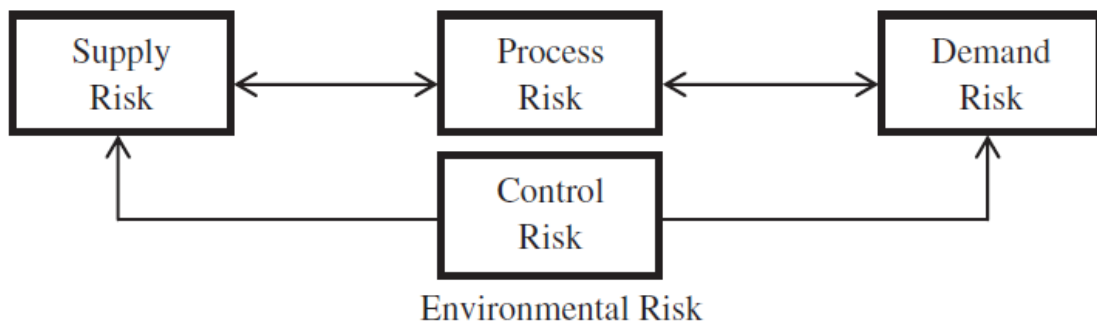 Supply
Risk
Process
Risk
Demand
Risk
Control
Risk
Environmental Risk